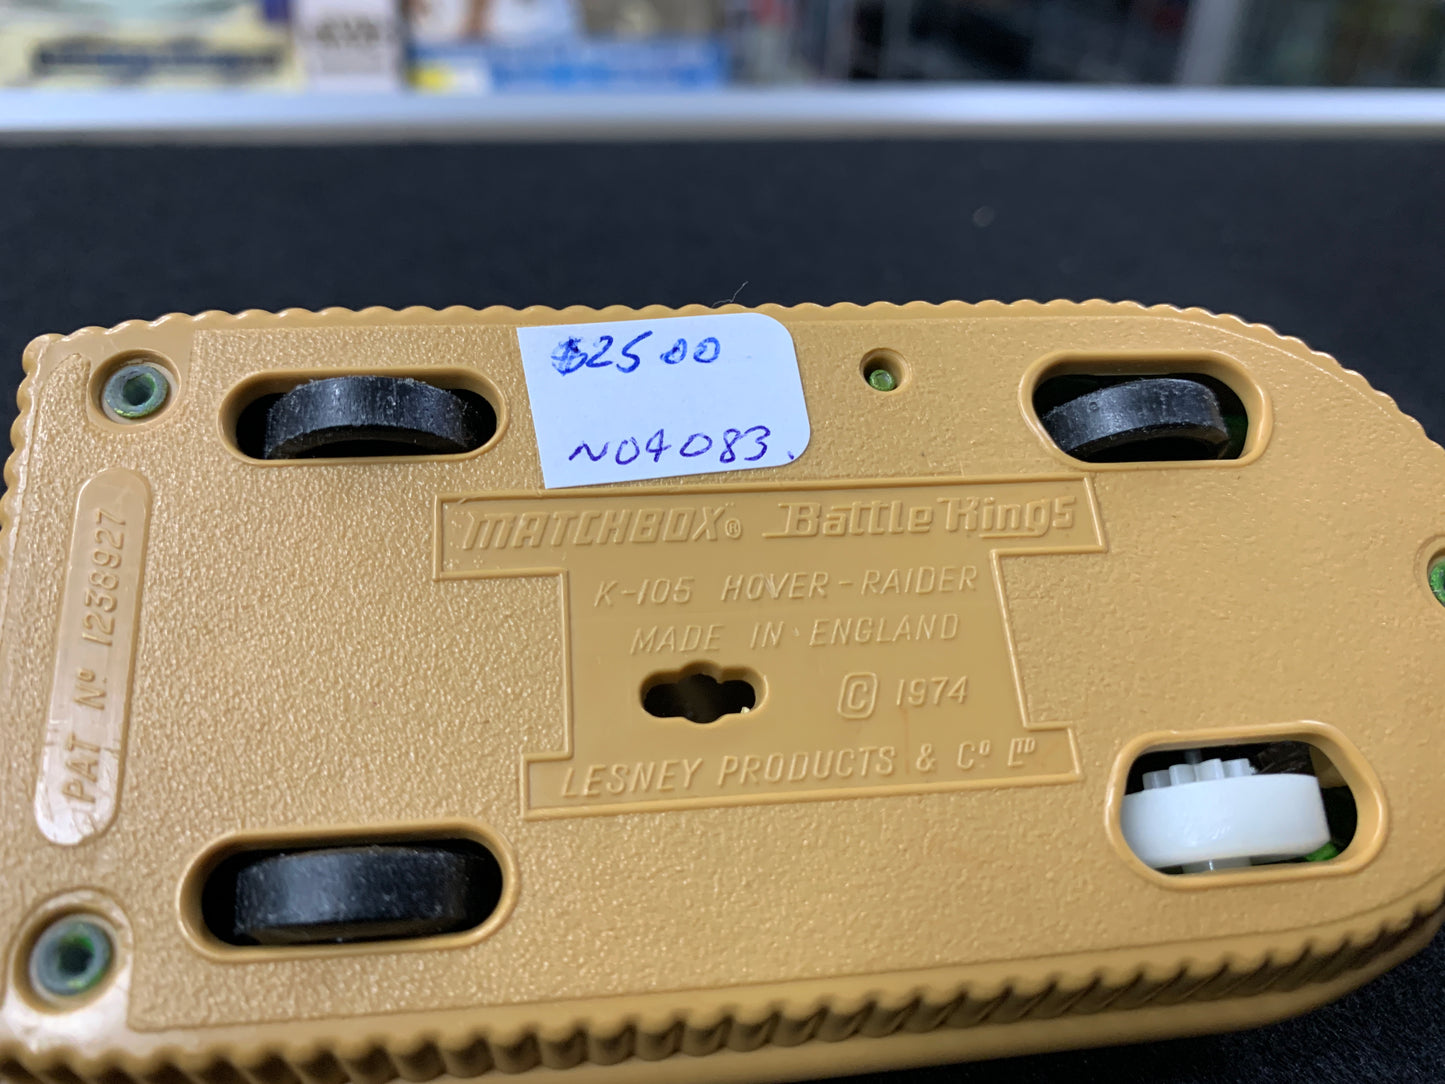 $25 00
NO4083.
MATCHBOX® Battle Kings
K-105 HOVER-RAIDER
MADE IN ENGLAND
© 1974
LESNEY PRODUCTS & Cº Lᵀᴰ
PAT Nº 1238927